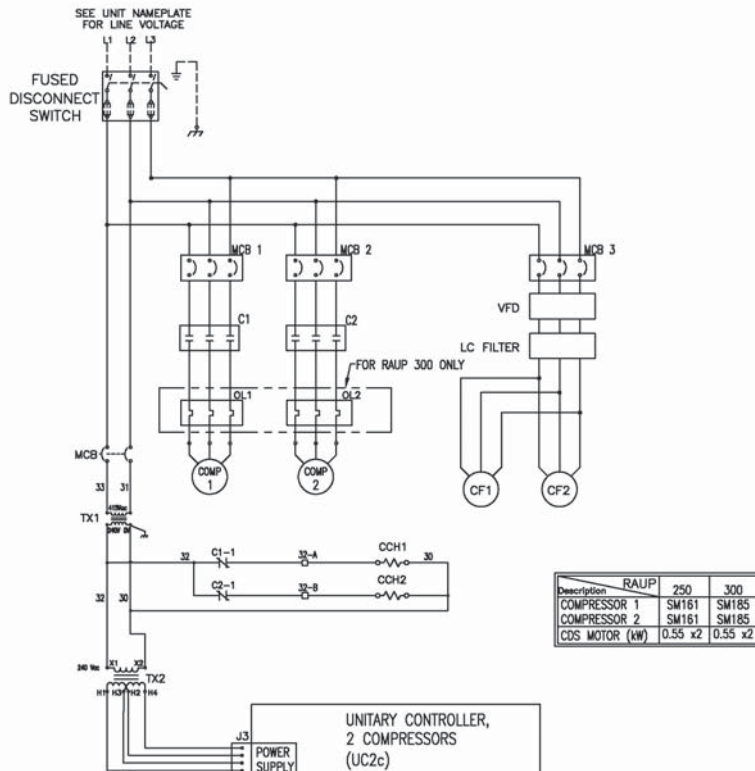 SEE UNIT NAMEPLATE
FOR LINE VOLTAGE
L1 L2 L3
FUSED
DISCONNECT
SWITCH
MCB 1
MCB 2
MCB 3
VFD
C1
C2
LC FILTER
FOR RAUP 300 ONLY
OL1
OL2
MCB
COMP
1
COMP
2
CF1
CF2
33
31
415Vac
TX1
240V 0V
32
C1-1
32-A
CCH1
30
C2-1
32-B
CCH2
32
30
Description RAUP 250 300
COMPRESSOR 1 SM161 SM185
COMPRESSOR 2 SM161 SM185
CDS MOTOR (kW) 0.55 x2 0.55 x2
240 Vac
X1 X2
TX2
H1 H3 H2 H4
J3
POWER
SUPPLY
UNITARY CONTROLLER,
2 COMPRESSORS
(UC2c)